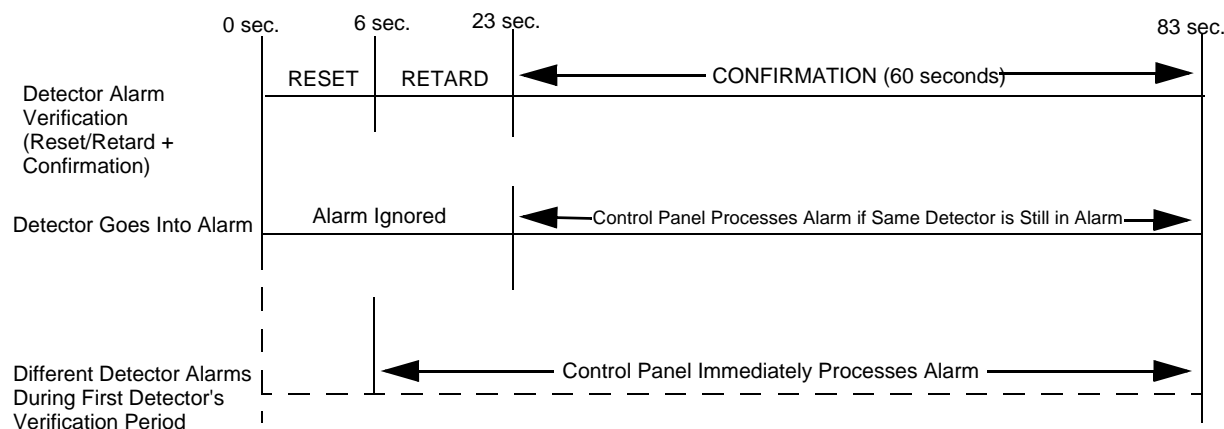 0 sec. 6 sec. 23 sec. 83 sec.
RESET RETARD CONFIRMATION (60 seconds)
Detector Alarm
Verification
(Reset/Retard +
Confirmation)
Alarm Ignored Control Panel Processes Alarm if Same Detector is Still in Alarm
Detector Goes Into Alarm
Control Panel Immediately Processes Alarm
Different Detector Alarms
During First Detector's
Verification Period